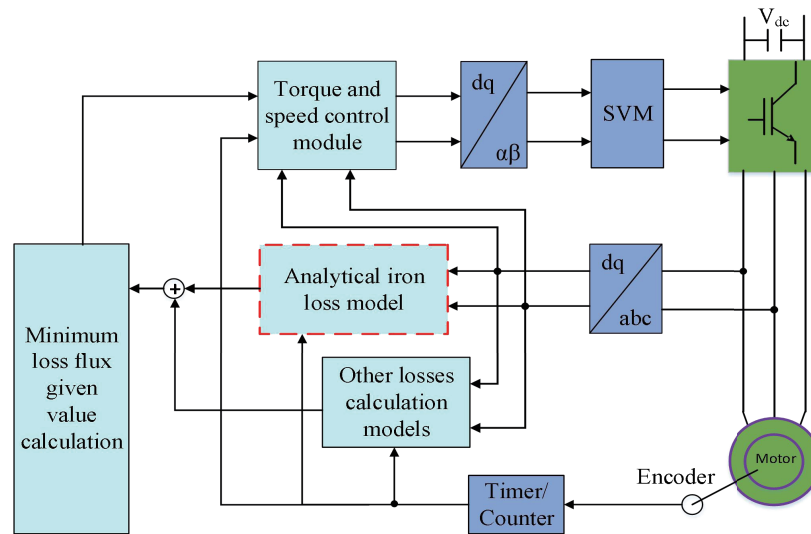 V dc
Torque and
speed control
module
dq
αβ
SVM
Analytical iron
loss model
dq
abc
Minimum
loss flux
given
value
calculation
Other losses
calculation
models
Motor
Encoder
Timer/
Counter